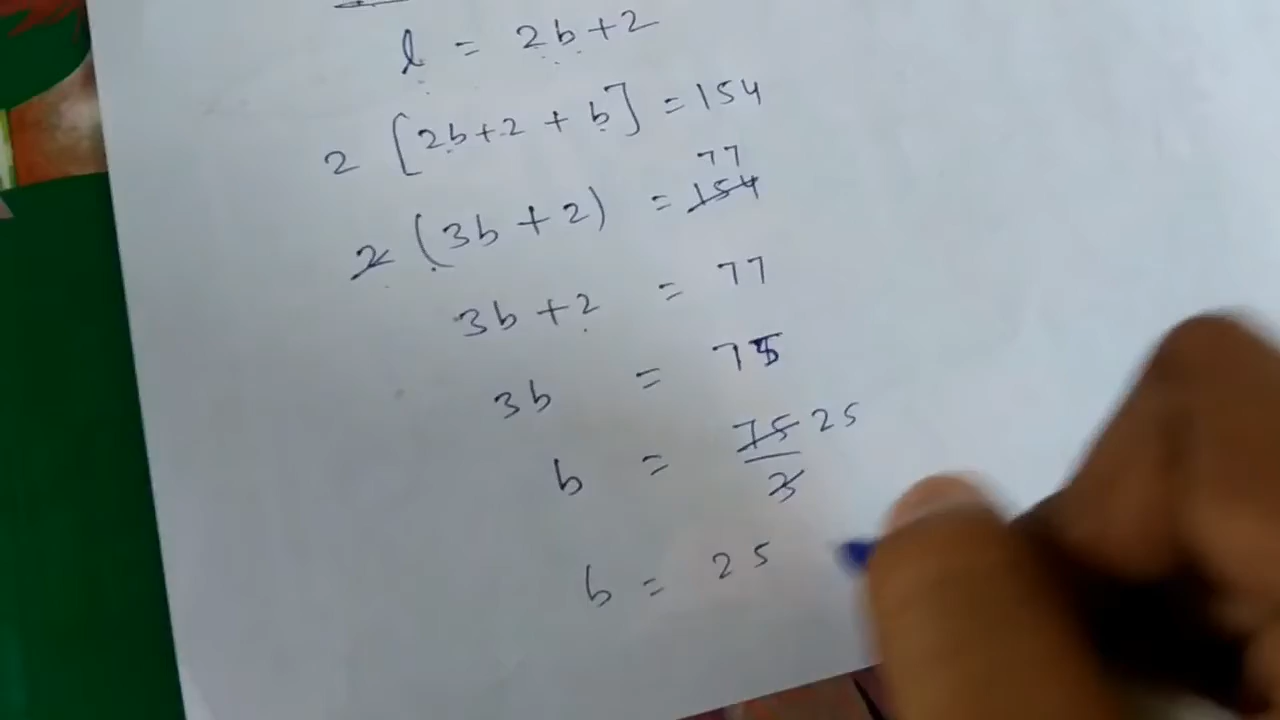 l = 2b+2
2 [2b+2 + b] = 154
77
2 (3b + 2) = 154
3b + 2 = 77
3b = 75
b = 75/3 25
b = 25